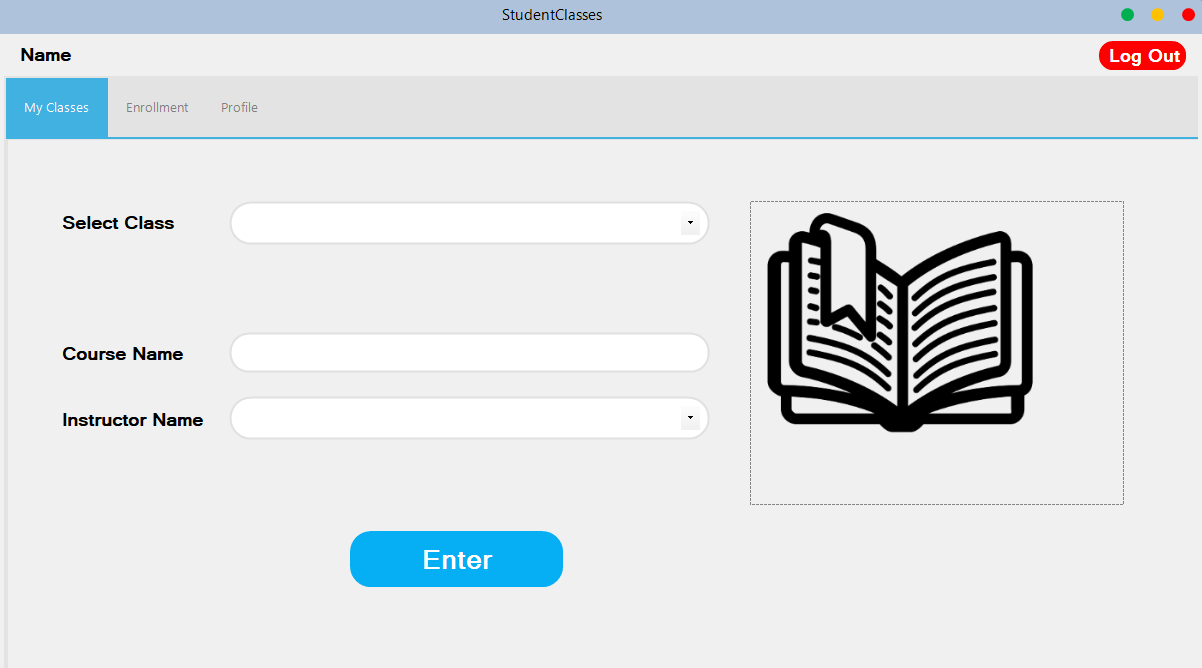 StudentClasses
Name
Log Out
My Classes
Enrollment
Profile
Select Class
Course Name
Instructor Name
Enter